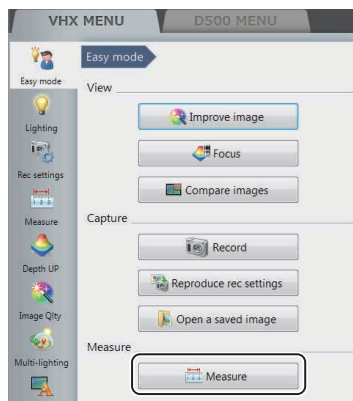 VHX MENU
D500 MENU
Easy mode
Easy mode
View
Improve image
Lighting
Focus
Rec settings
Compare images
Measure
Capture
Record
Depth UP
Reproduce rec settings
Image Qlty
Open a saved image
Measure
Multi-lighting
Measure